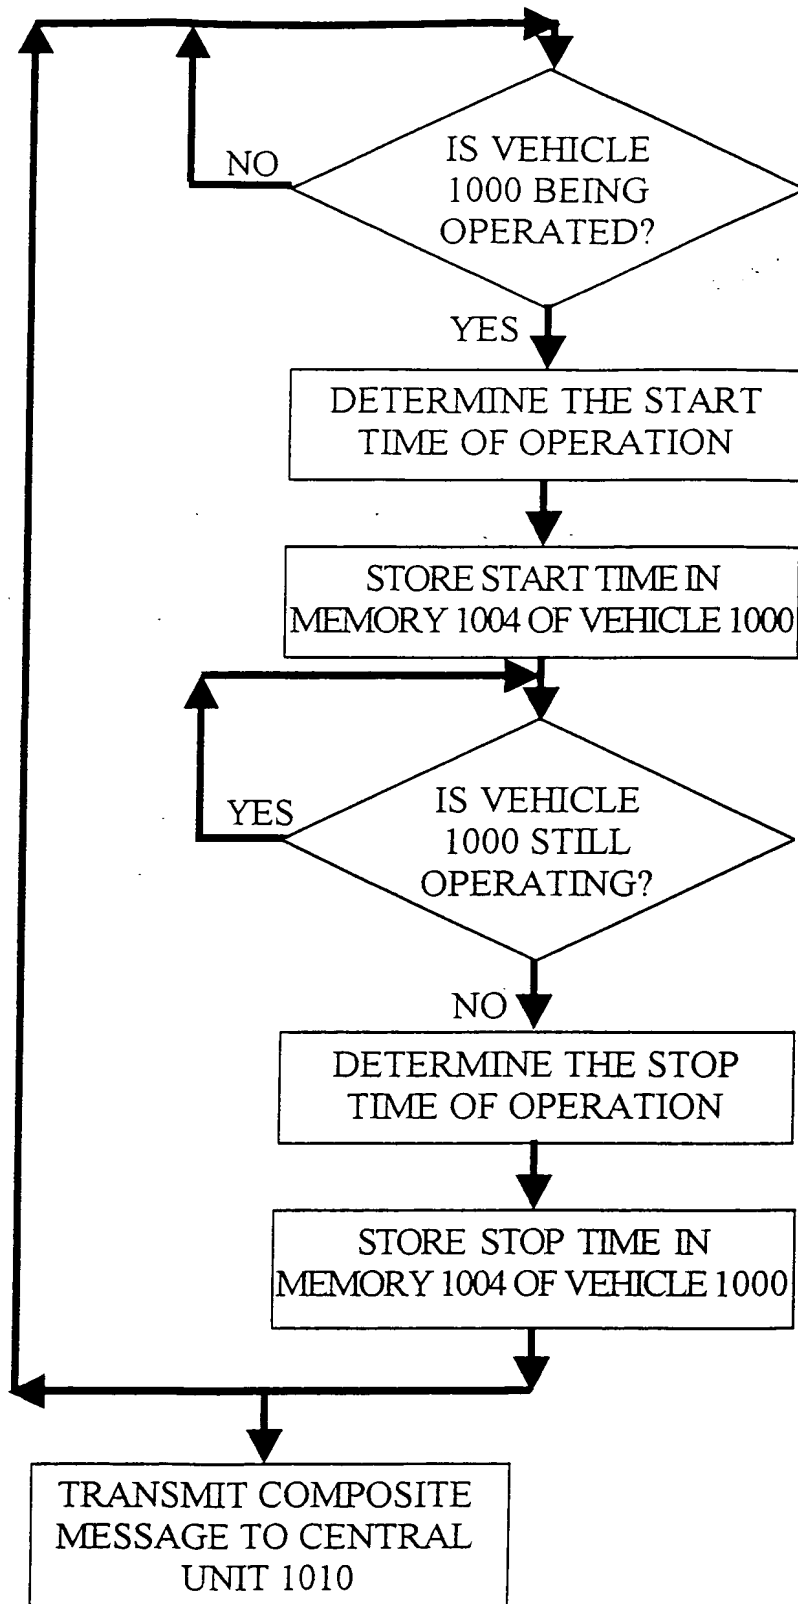 IS VEHICLE
1000 BEING
OPERATED?
NO
YES
DETERMINE THE START
TIME OF OPERATION
STORE START TIME IN
MEMORY 1004 OF VEHICLE 1000
IS VEHICLE
1000 STILL
OPERATING?
YES
NO
DETERMINE THE STOP
TIME OF OPERATION
STORE STOP TIME IN
MEMORY 1004 OF VEHICLE 1000
TRANSMIT COMPOSITE
MESSAGE TO CENTRAL
UNIT 1010